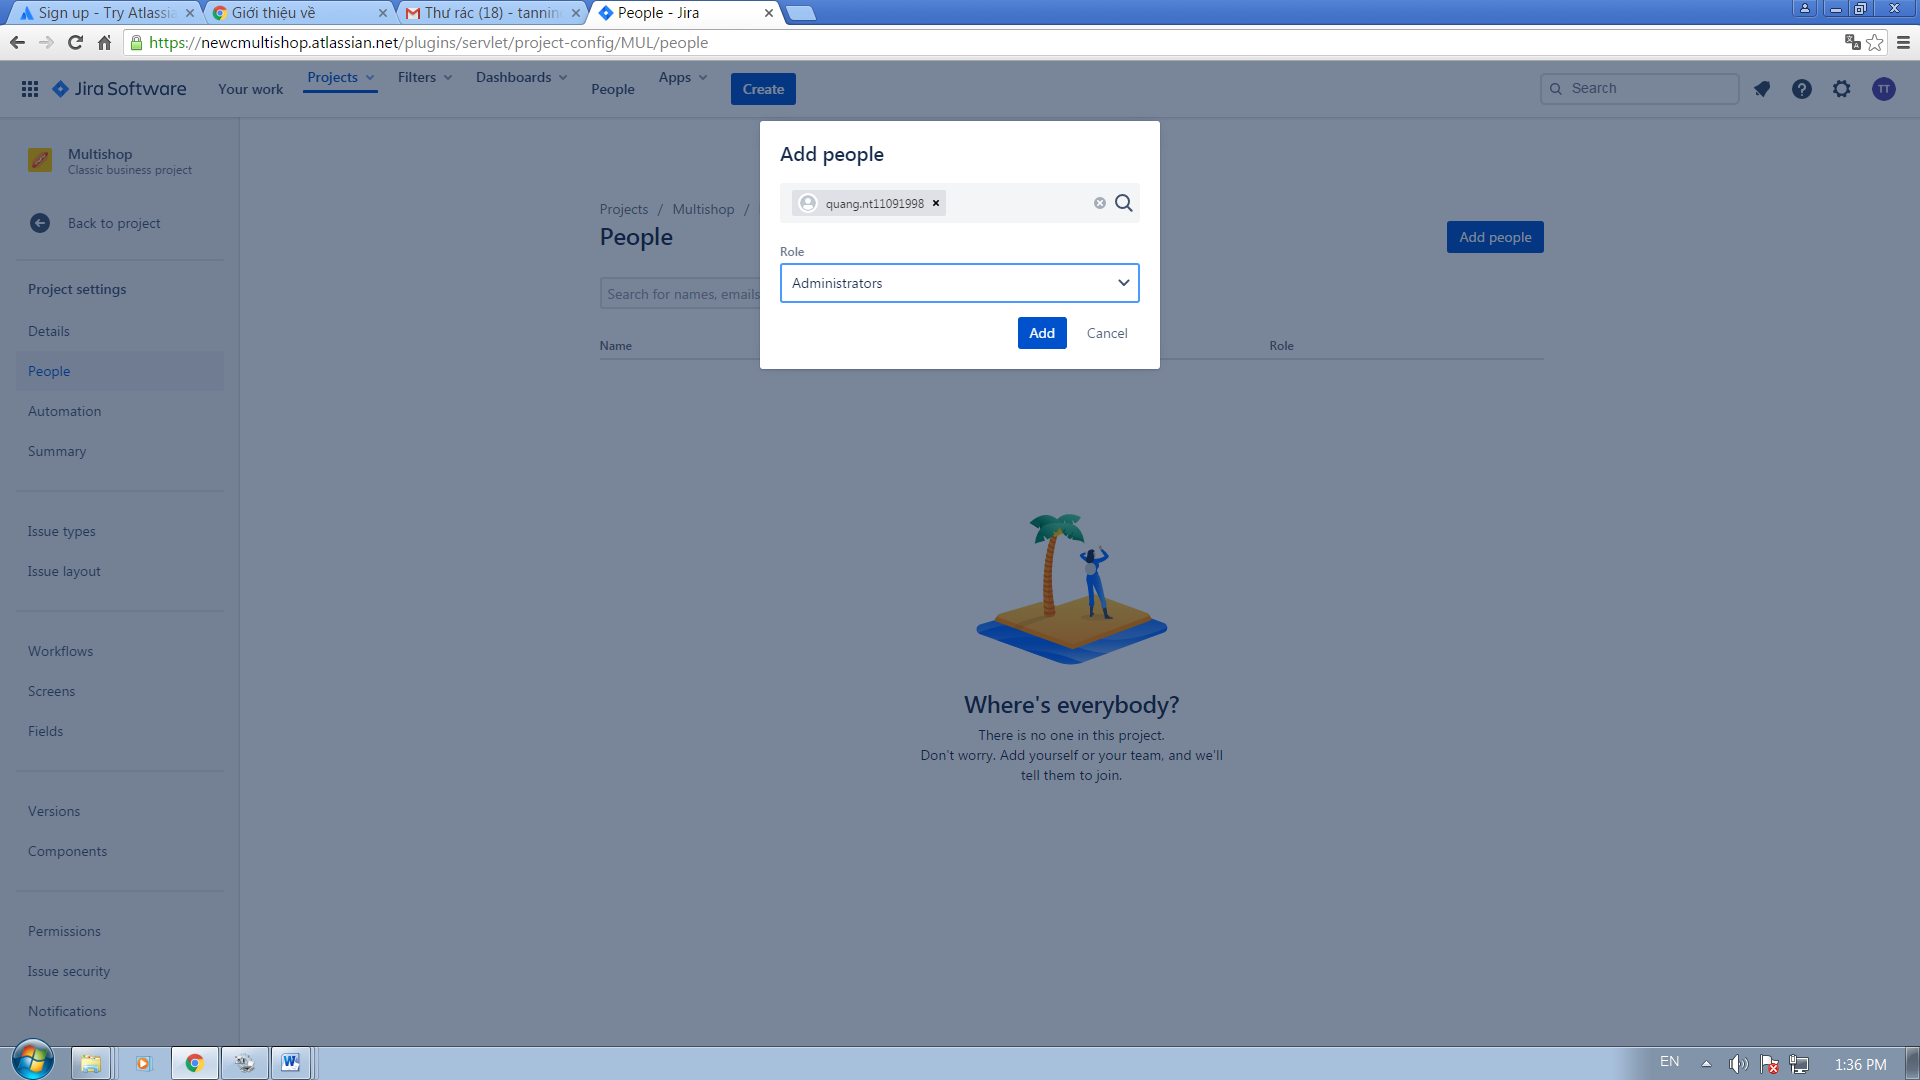 Sign up - Try Atlassia
Giới thiệu về
Thư rác (18) - tannin
People - Jira
https://newcmultishop.atlassian.net/plugins/servlet/project-config/MUL/people
Jira Software
Your work
Projects
Filters
Dashboards
People
Apps
Create
Search
TT
Multishop
Classic business project
Back to project
Project settings
Details
People
Automation
Summary
Issue types
Issue layout
Workflows
Screens
Fields
Versions
Components
Permissions
Issue security
Notifications
Projects / Multishop /
People
Add people
Search for names, emails
Name
Role
Add people
quang.nt11091998
Role
Administrators
Add
Cancel
Where's everybody?
There is no one in this project.
Don't worry. Add yourself or your team, and we'll
tell them to join.
EN
1:36 PM